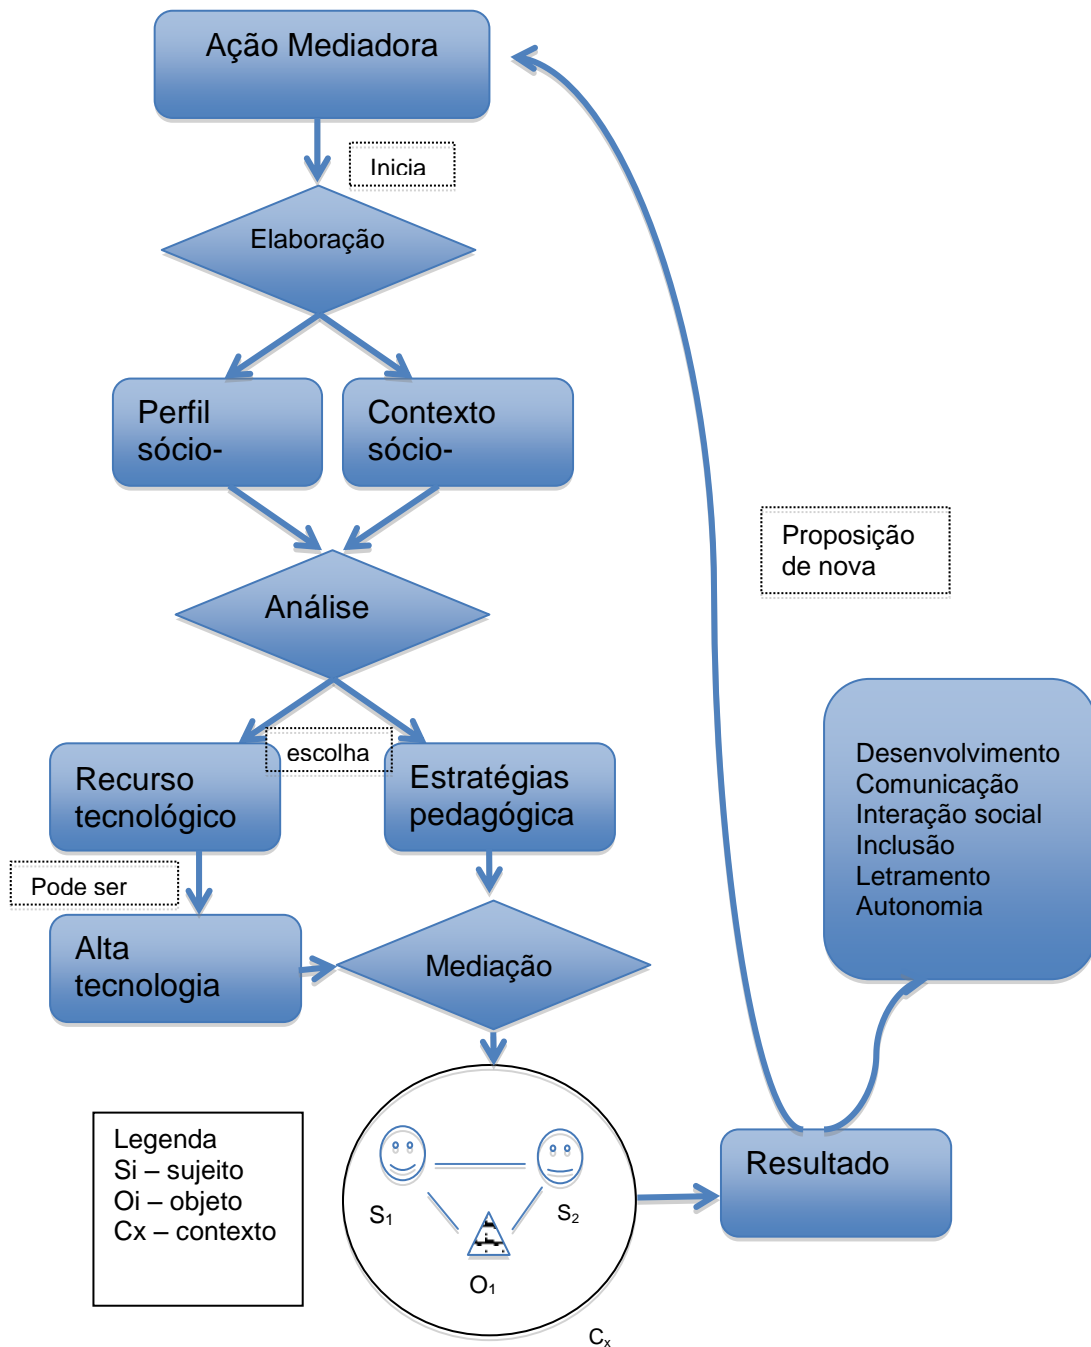 Ação Mediadora
Inicia
Elaboração
Perfil
sócio-
Contexto
sócio-
Análise
escolha
Recurso
tecnológico
Estratégias
pedagógica
Pode ser
Alta
tecnologia
Mediação
Proposição
de nova
Desenvolvimento
Comunicação
Interação social
Inclusão
Letramento
Autonomia
Legenda
Si – sujeito
Oi – objeto
Cx – contexto
S₁
S₂
O₁
Cₓ
Resultado